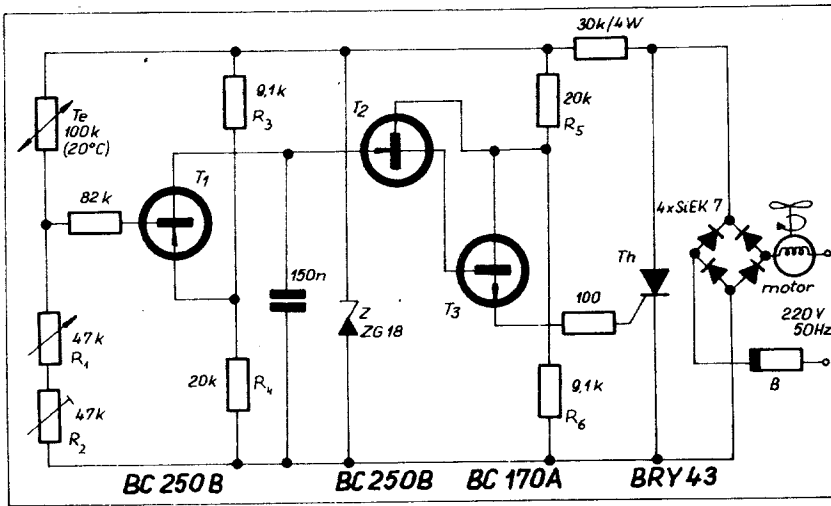 30k/4W
9,1k
R3
T2
20k
R5
Te
100k
(20°C)
T1
82k
4xSiEK 7
150n
Z
ZG 18
T3
Th
motor
100
220V
50Hz
47k
R1
20k
R4
9,1k
R6
B
47k
R2
BC 250B
BC 250B
BC 170A
BRY 43